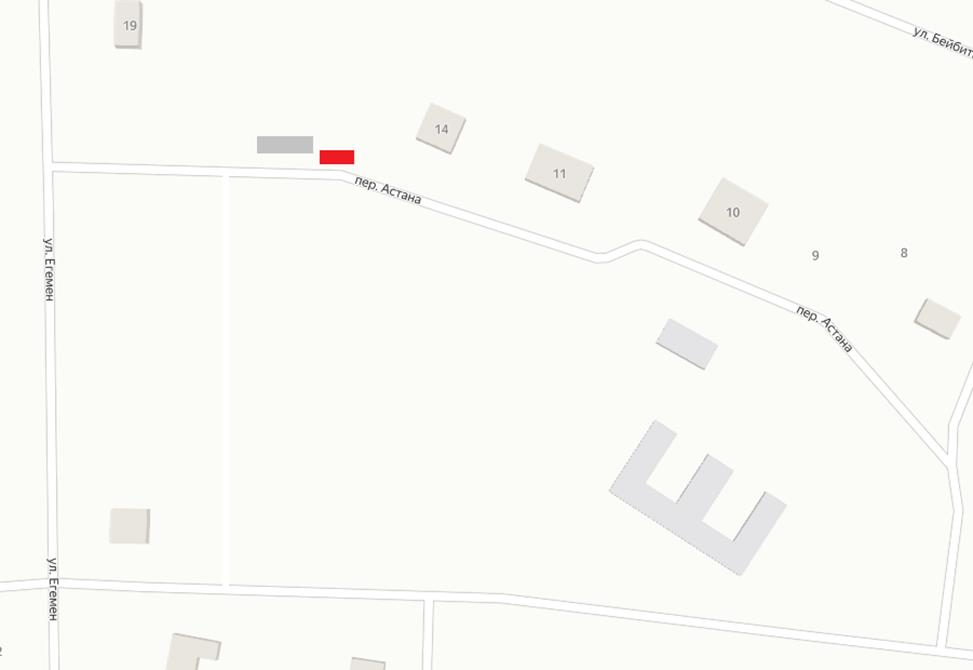 19
ул. Бейбит
14
11
пер. Астана
10
ул. Егемен
9
8
пер. Астана
ул. Егемен